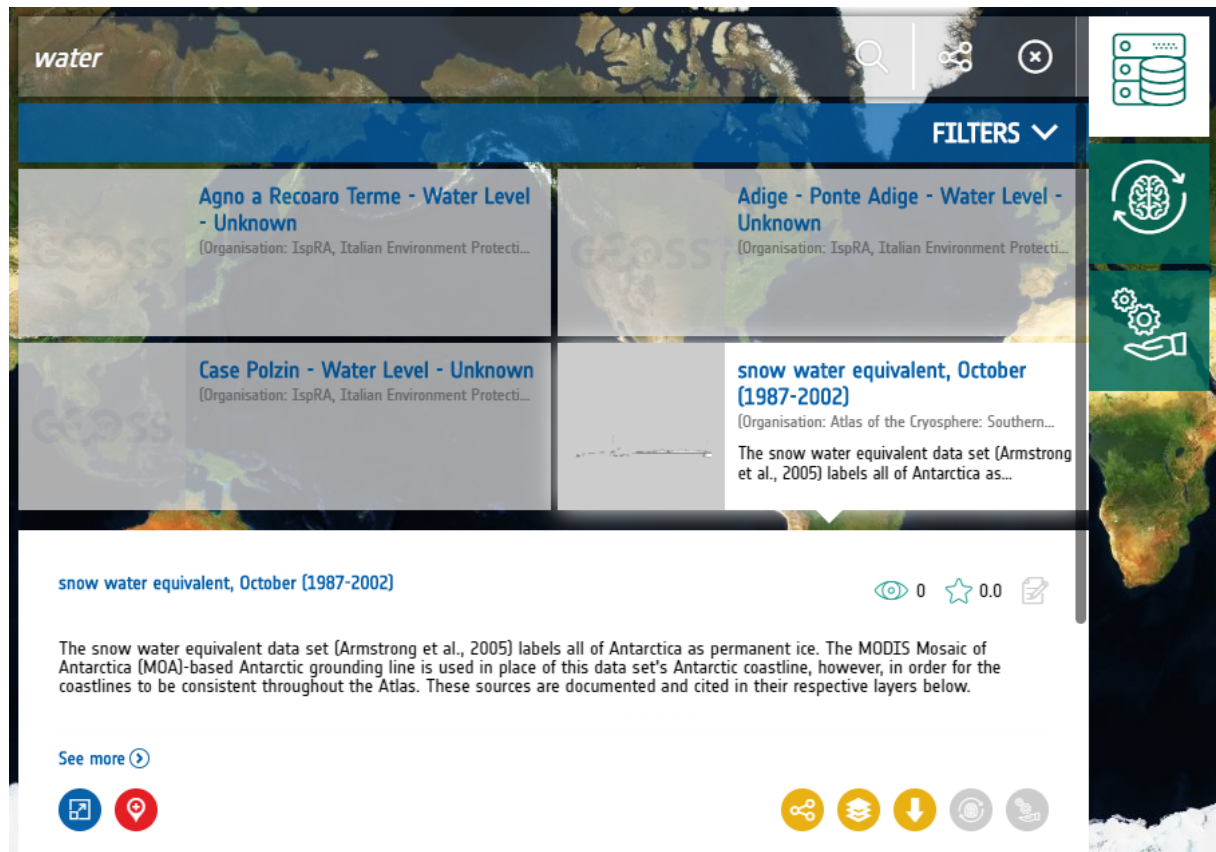 water
FILTERS
Agno a Recoaro Terme - Water Level
- Unknown
(Organisation: IspRA, Italian Environment Protecti...
Adige - Ponte Adige - Water Level -
Unknown
(Organisation: IspRA, Italian Environment Protecti...
GEOSS
GEOSS
Case Polzin - Water Level - Unknown
(Organisation: IspRA, Italian Environment Protecti...
GEOSS
snow water equivalent, October
(1987-2002)
(Organisation: Atlas of the Cryosphere: Southern...
The snow water equivalent data set (Armstrong
et al., 2005) labels all of Antarctica as...
snow water equivalent, October (1987-2002)
0
0.0
The snow water equivalent data set (Armstrong et al., 2005) labels all of Antarctica as permanent ice. The MODIS Mosaic of
Antarctica (MOA)-based Antarctic grounding line is used in place of this data set's Antarctic coastline, however, in order for the
coastlines to be consistent throughout the Atlas. These sources are documented and cited in their respective layers below.
See more